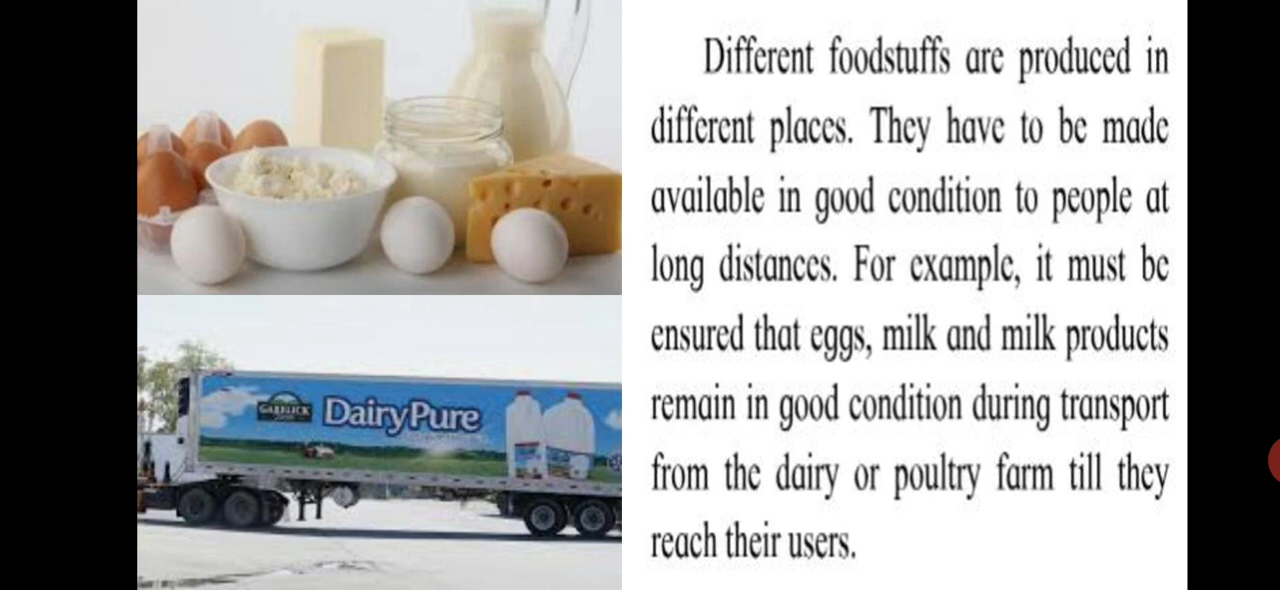 GARELICK
DairyPure
Different foodstuffs are produced in
different places. They have to be made
available in good condition to people at
long distances. For example, it must be
ensured that eggs, milk and milk products
remain in good condition during transport
from the dairy or poultry farm till they
reach their users.